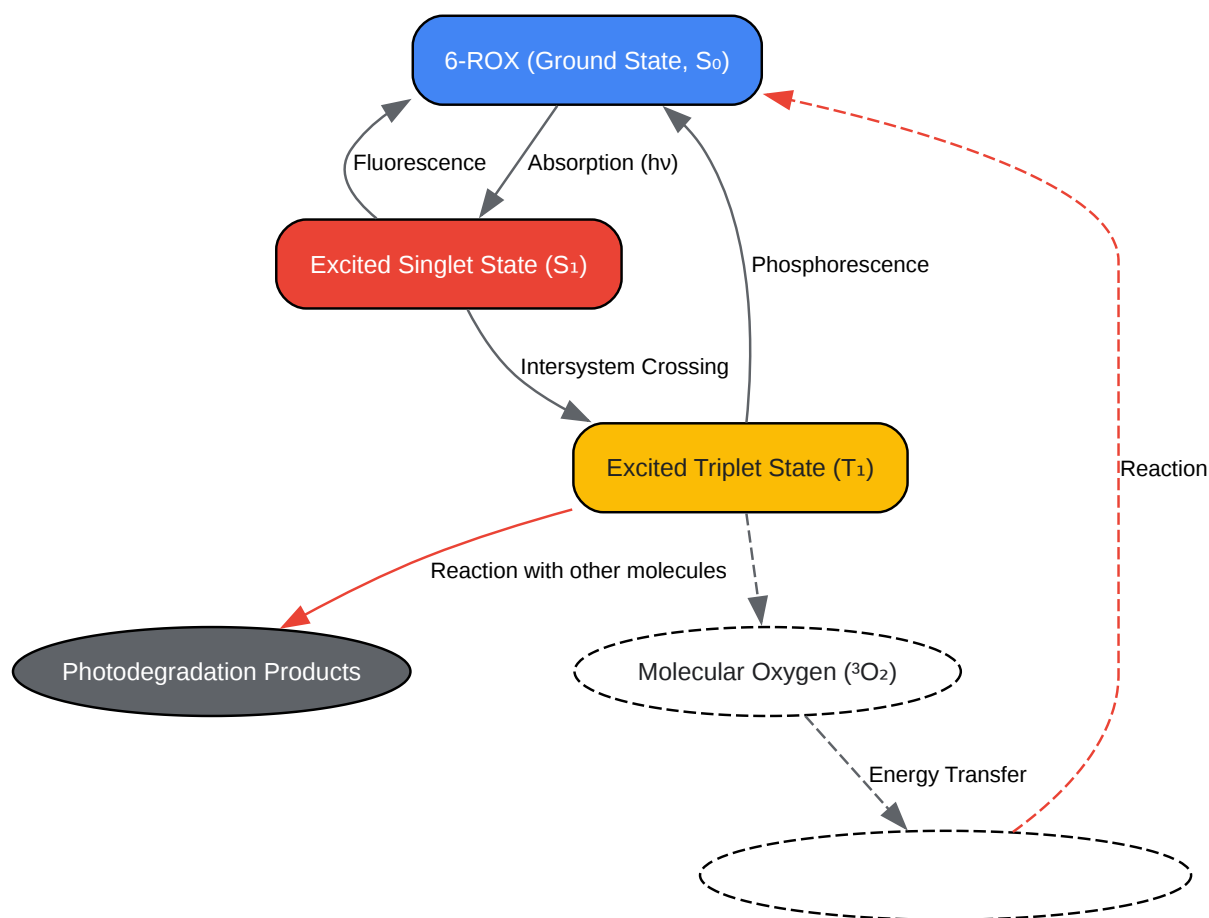 6-ROX (Ground State, S₀)
Fluorescence
Absorption (hν)
Excited Singlet State (S₁)
Phosphorescence
Intersystem Crossing
Excited Triplet State (T₁)
Reaction
Reaction with other molecules
Photodegradation Products
Molecular Oxygen (³O₂)
Energy Transfer